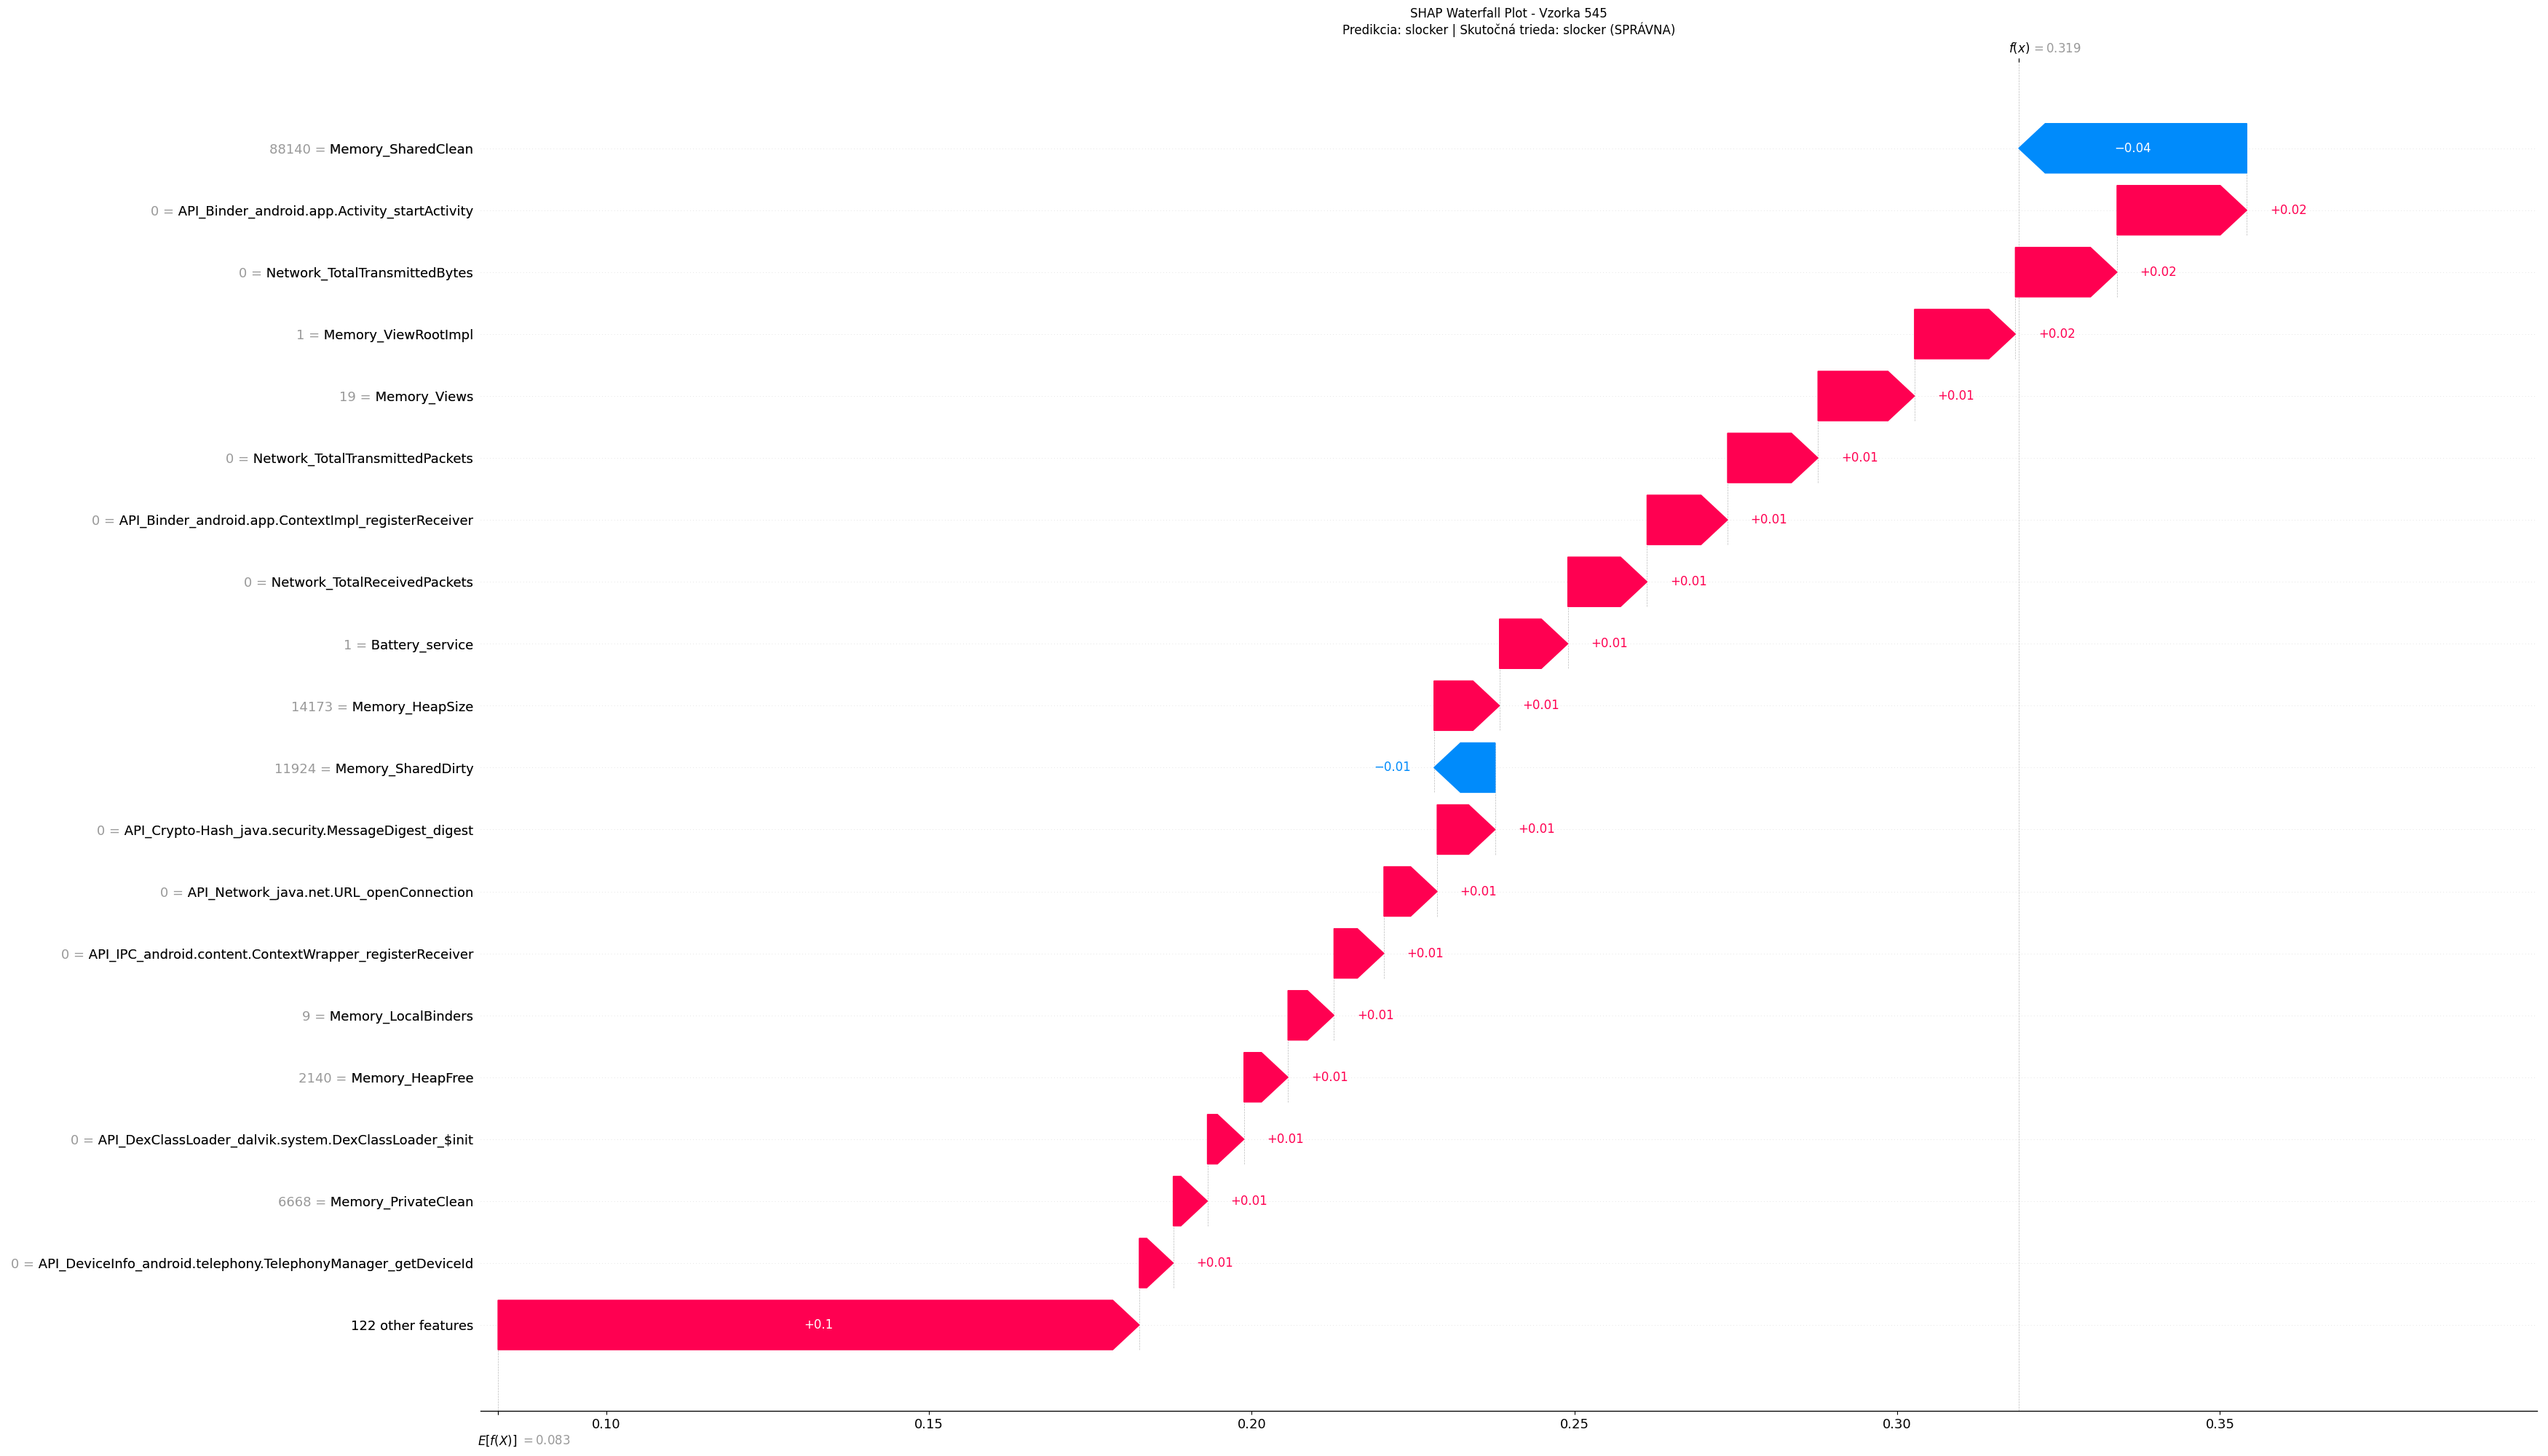 SHAP Waterfall Plot - Vzorka 545
Predikcia: slocker | Skutočná trieda: slocker (SPRÁVNA)
f(x) = 0.319
88140 = Memory_SharedClean
−0.04
0 = API_Binder_android.app.Activity_startActivity
+0.02
0 = Network_TotalTransmittedBytes
+0.02
1 = Memory_ViewRootImpl
+0.02
19 = Memory_Views
+0.01
0 = Network_TotalTransmittedPackets
+0.01
0 = API_Binder_android.app.ContextImpl_registerReceiver
+0.01
0 = Network_TotalReceivedPackets
+0.01
1 = Battery_service
+0.01
14173 = Memory_HeapSize
+0.01
11924 = Memory_SharedDirty
−0.01
0 = API_Crypto-Hash_java.security.MessageDigest_digest
+0.01
0 = API_Network_java.net.URL_openConnection
+0.01
0 = API_IPC_android.content.ContextWrapper_registerReceiver
+0.01
9 = Memory_LocalBinders
+0.01
2140 = Memory_HeapFree
+0.01
0 = API_DexClassLoader_dalvik.system.DexClassLoader_$init
+0.01
6668 = Memory_PrivateClean
+0.01
0 = API_DeviceInfo_android.telephony.TelephonyManager_getDeviceId
+0.01
122 other features
+0.1
0.10 0.15 0.20 0.25 0.30 0.35
E[f(X)] = 0.083